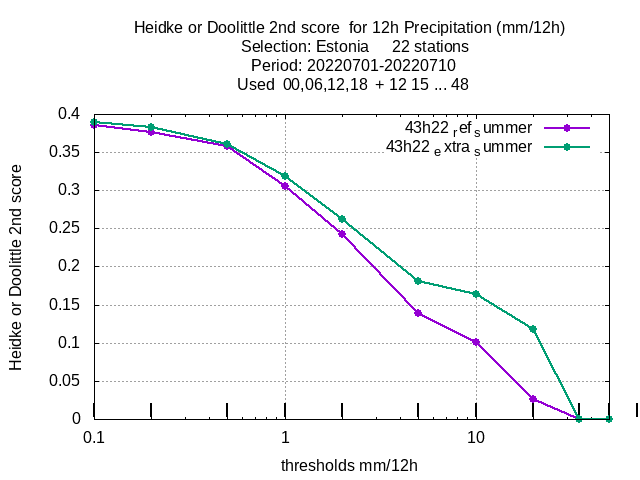 Heidke or Doolittle 2nd score  for 12h Precipitation (mm/12h)
Selection: Estonia     22 stations
Period: 20220701-20220710
Used  00,06,12,18  + 12 15 ... 48
43h22 ref summer
43h22 extra summer
0.4
0.35
0.3
0.25
0.2
0.15
0.1
0.05
0
Heidke or Doolittle 2nd score
0.1 1 10
thresholds mm/12h